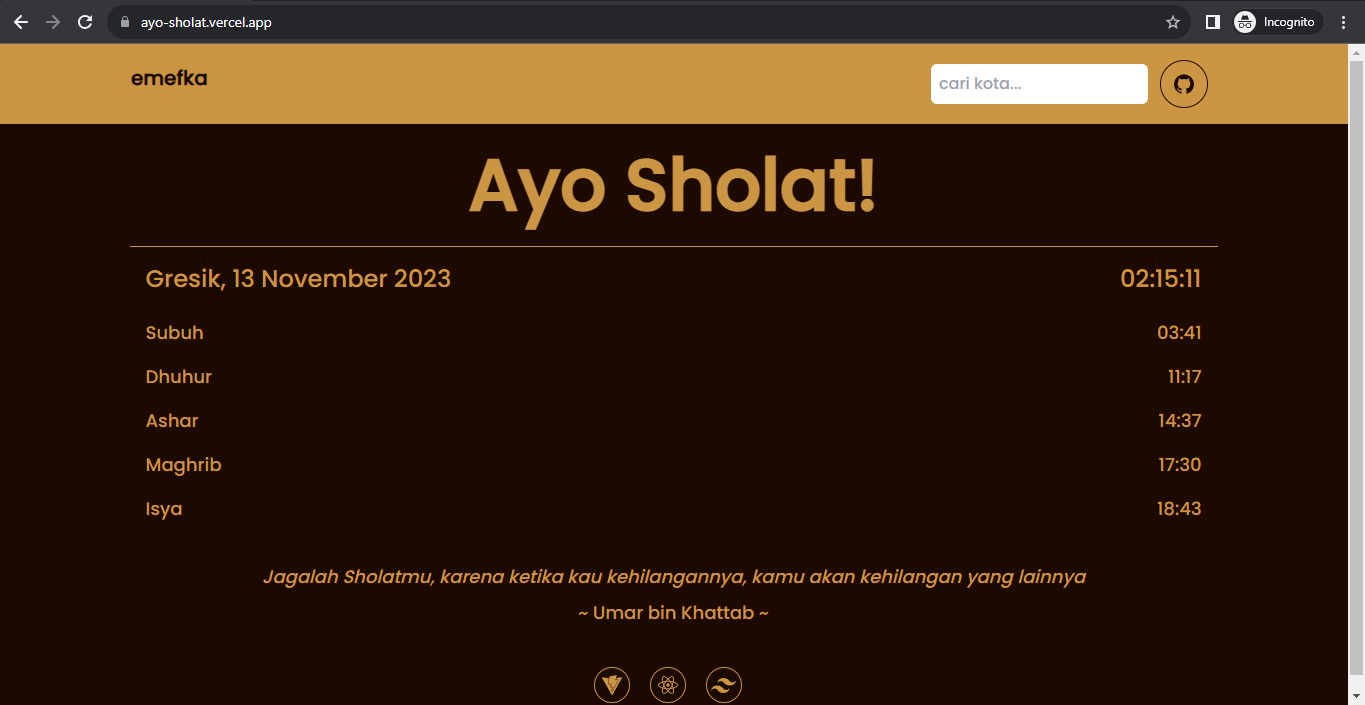 ayo-sholat.vercel.app
Incognito
emefka
cari kota...
Ayo Sholat!
Gresik, 13 November 2023 02:15:11
Subuh 03:41
Dhuhur 11:17
Ashar 14:37
Maghrib 17:30
Isya 18:43
Jagalah Sholatmu, karena ketika kau kehilangannya, kamu akan kehilangan yang lainnya
~ Umar bin Khattab ~